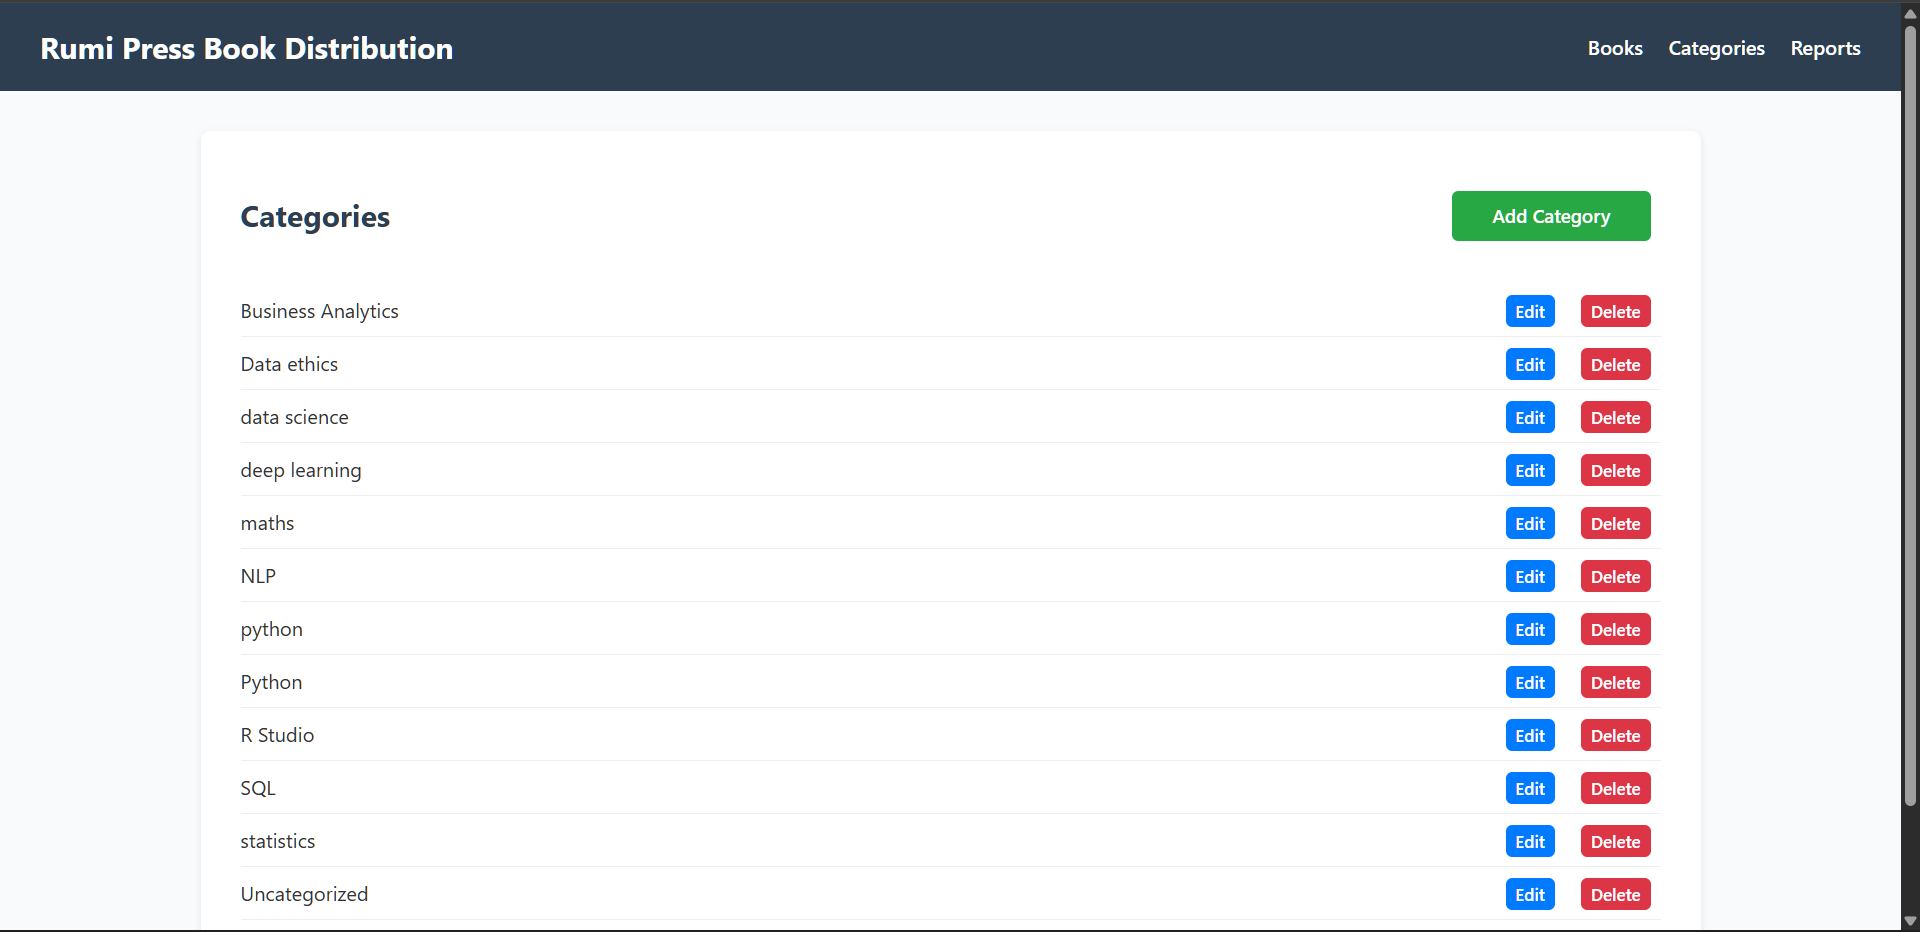 Rumi Press Book Distribution Books Categories Reports
Categories Add Category
Business Analytics Edit Delete
Data ethics Edit Delete
data science Edit Delete
deep learning Edit Delete
maths Edit Delete
NLP Edit Delete
python Edit Delete
Python Edit Delete
R Studio Edit Delete
SQL Edit Delete
statistics Edit Delete
Uncategorized Edit Delete